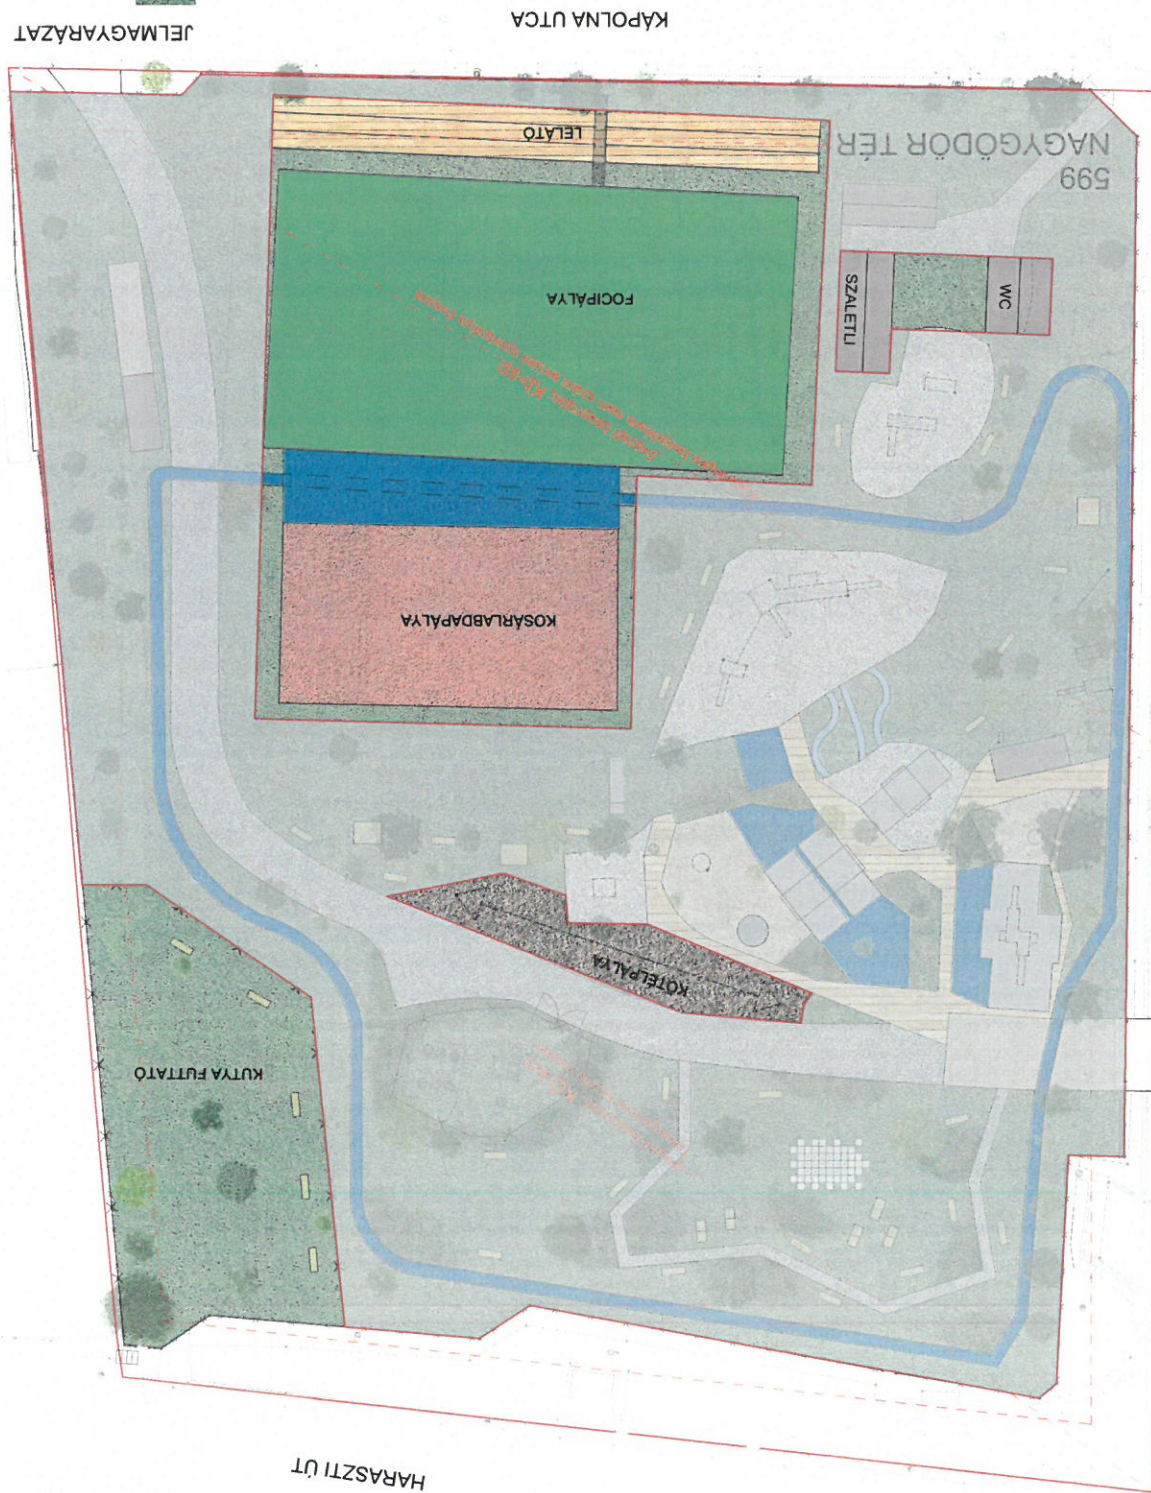 HARASZTI ÚT
KUTYA FUTTATÓ
KÖTÉLPÁLYA
KOSÁRLABDAPÁLYA
FOCIPÁLYA
WC
SZALETLI
599
NAGYGÖDÖR TÉR
LELÁTÓ
KÁPOLNA UTCA
JELMAGYARÁZAT